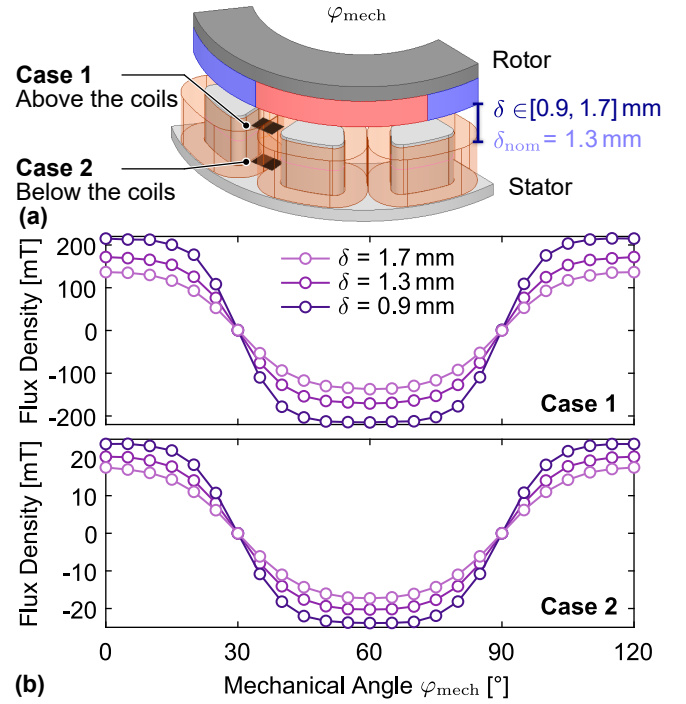 φmech
Case 1
Above the coils
Rotor
δ ∈[0.9, 1.7] mm
δnom = 1.3 mm
Case 2
Below the coils
Stator
(a)
Flux Density [mT]
200
100
0
-100
-200
δ = 1.7 mm
δ = 1.3 mm
δ = 0.9 mm
Case 1
Flux Density [mT]
20
10
0
-10
-20
Case 2
0 30 60 90 120
(b)
Mechanical Angle φmech [°]